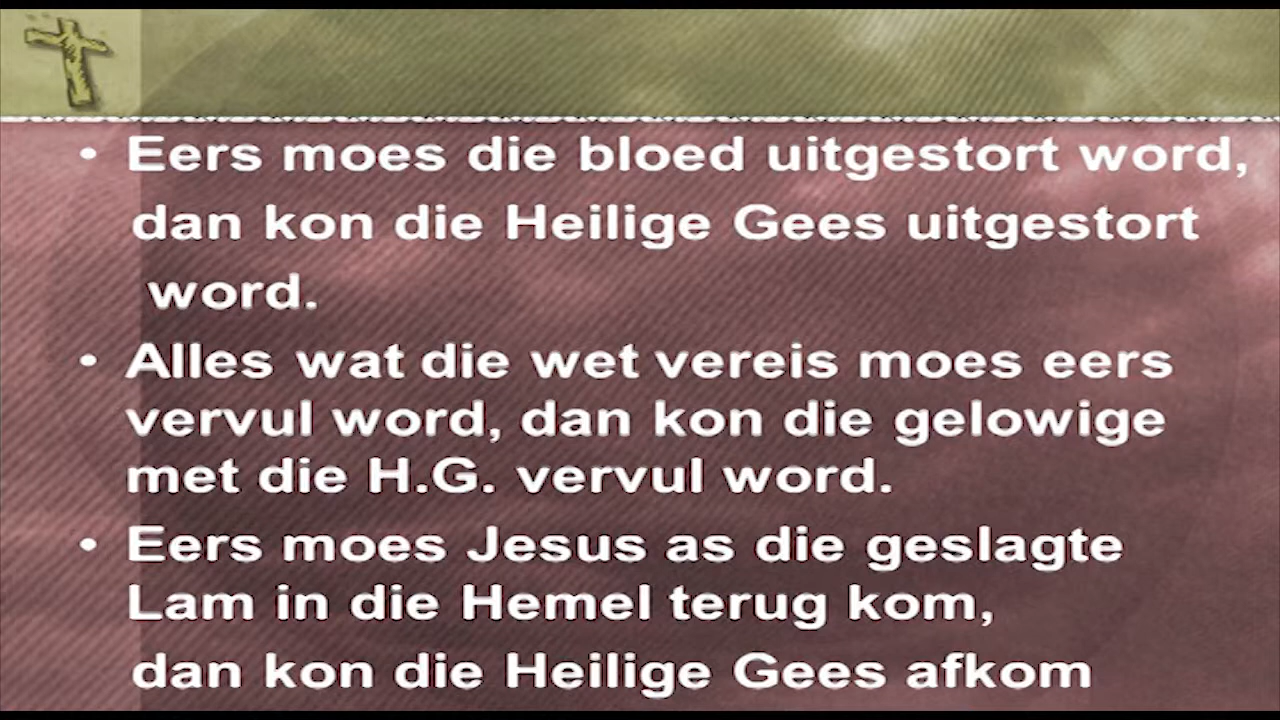 • Eers moes die bloed uitgestort word,
dan kon die Heilige Gees uitgestort
word.
• Alles wat die wet vereis moes eers
vervul word, dan kon die gelowige
met die H.G. vervul word.
• Eers moes Jesus as die geslagte
Lam in die Hemel terug kom,
dan kon die Heilige Gees afkom